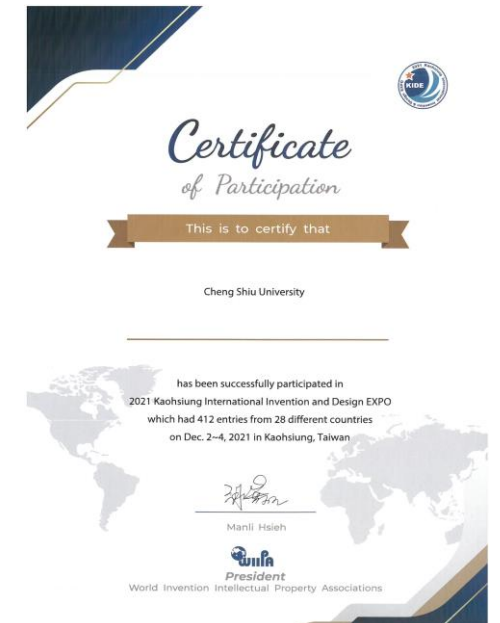 KIDE
Certificate
of Participation
This is to certify that
Cheng Shiu University
has been successfully participated in
2021 Kaohsiung International Invention and Design EXPO
which had 412 entries from 28 different countries
on Dec. 2~4, 2021 in Kaohsiung, Taiwan
Manli Hsieh
WIIPA
President
World Invention Intellectual Property Associations